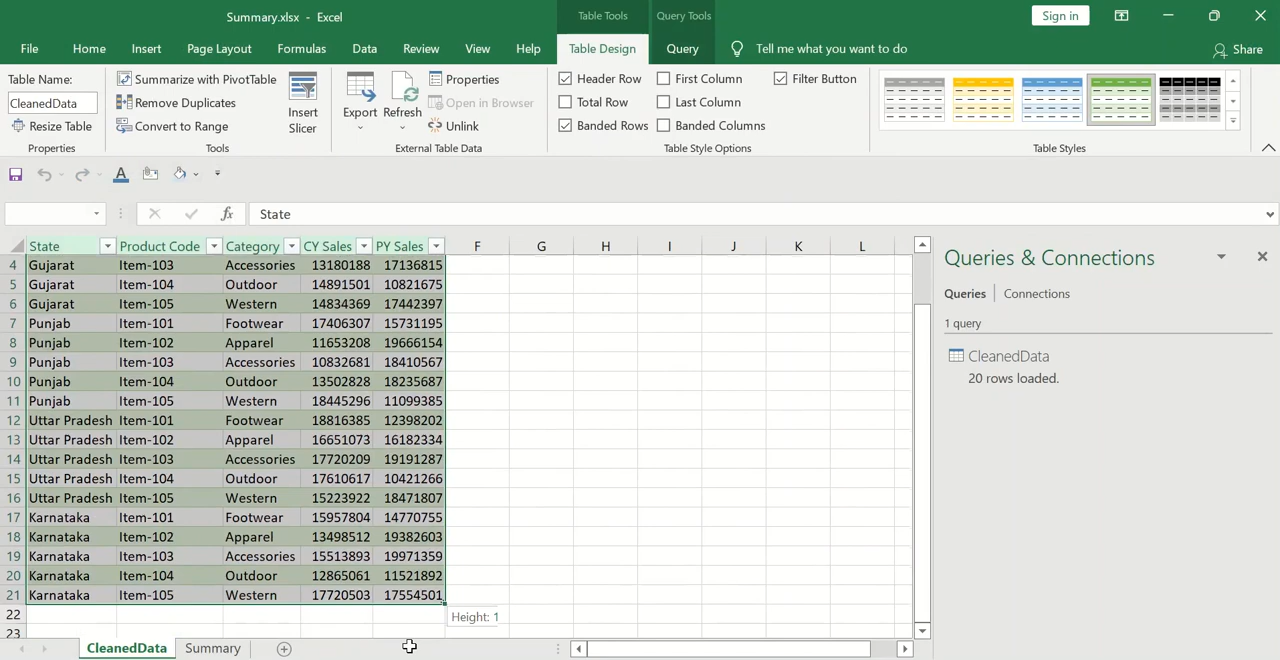 Summary.xlsx - Excel
Table Tools
Query Tools
Sign in
File Home Insert Page Layout Formulas Data Review View Help Table Design Query Tell me what you want to do Share
Table Name:
CleanedData
Resize Table
Properties
Summarize with PivotTable
Remove Duplicates
Convert to Range
Insert
Slicer
Tools
Export
Refresh
Properties
Open in Browser
Unlink
External Table Data
Header Row First Column Filter Button
Total Row Last Column
Banded Rows Banded Columns
Table Style Options
Table Styles
fx State
State Product Code Category CY Sales PY Sales F G H I J K L
4 Gujarat Item-103 Accessories 13180188 17136815
5 Gujarat Item-104 Outdoor 14891501 10821675
6 Gujarat Item-105 Western 14834369 17442397
7 Punjab Item-101 Footwear 17406307 15731195
8 Punjab Item-102 Apparel 11653208 19666154
9 Punjab Item-103 Accessories 10832681 18410567
10 Punjab Item-104 Outdoor 13502828 18235687
11 Punjab Item-105 Western 18445296 11099385
12 Uttar Pradesh Item-101 Footwear 18816385 12398202
13 Uttar Pradesh Item-102 Apparel 16651073 16182334
14 Uttar Pradesh Item-103 Accessories 17720209 19191287
15 Uttar Pradesh Item-104 Outdoor 17610617 10421266
16 Uttar Pradesh Item-105 Western 15223922 18471807
17 Karnataka Item-101 Footwear 15957804 14770755
18 Karnataka Item-102 Apparel 13498512 19382603
19 Karnataka Item-103 Accessories 15513893 19971359
20 Karnataka Item-104 Outdoor 12865061 11521892
21 Karnataka Item-105 Western 17720503 17554501
22
23
Height: 1
CleanedData Summary
Queries & Connections
Queries Connections
1 query
CleanedData
20 rows loaded.